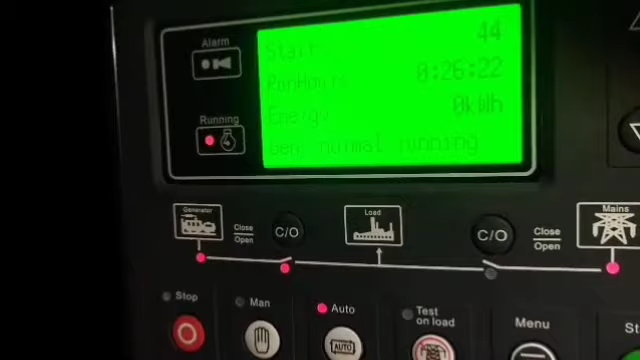 Alarm
Start 44
RunHours 0:26:22
Energy 0kWh
Gen: normal running
Running
Generator
Close
Open
C/O
Load
C/O
Close
Open
Mains
Stop
Man
Auto
Test
on load
Menu
AUTO